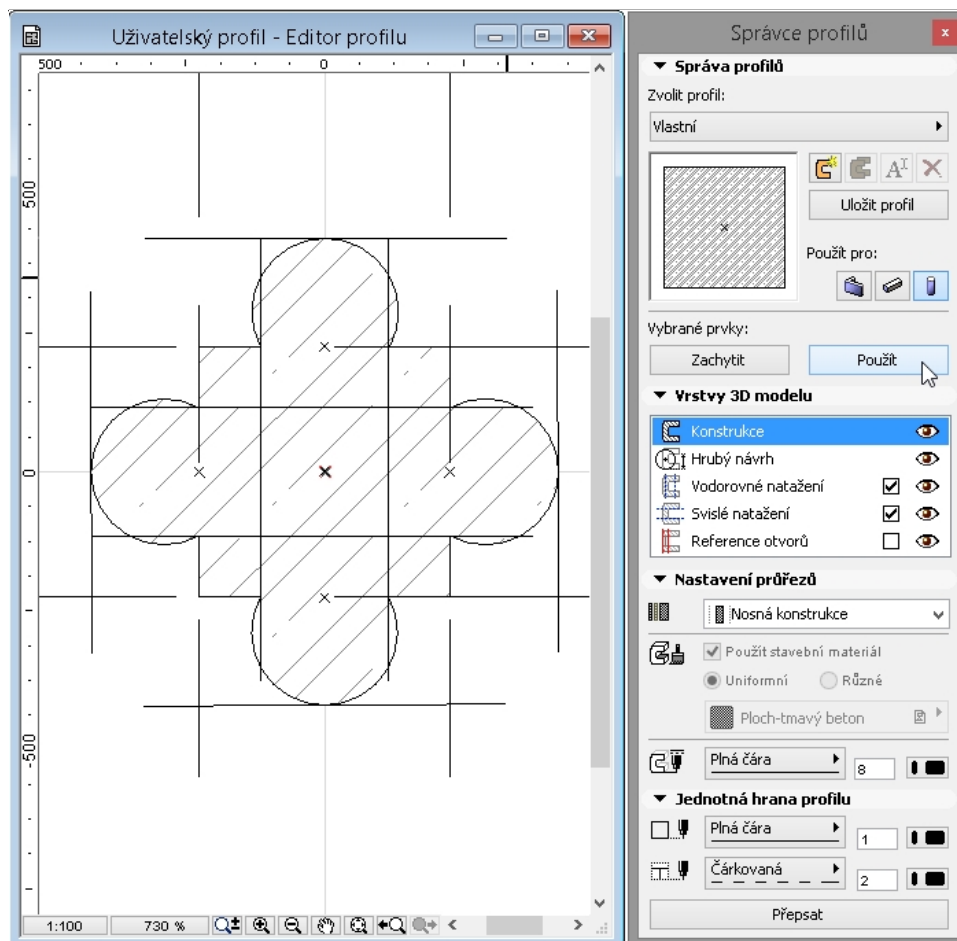 Uživatelský profil - Editor profilu
500
0
500
0
-500
1:100
730 %
Správce profilů
Správa profilů
Zvolit profil:
Vlastní
Uložit profil
Použít pro:
Vybrané prvky:
Zachytit
Použít
Vrstvy 3D modelu
Konstrukce
Hrubý návrh
Vodorovné natažení
Svislé natažení
Reference otvorů
Nastavení průřezů
Nosná konstrukce
Použít stavební materiál
Uniformní Různé
Ploch-tmavý beton
Plná čára 8
Jednotná hrana profilu
Plná čára 1
Čárkovaná 2
Přepsat